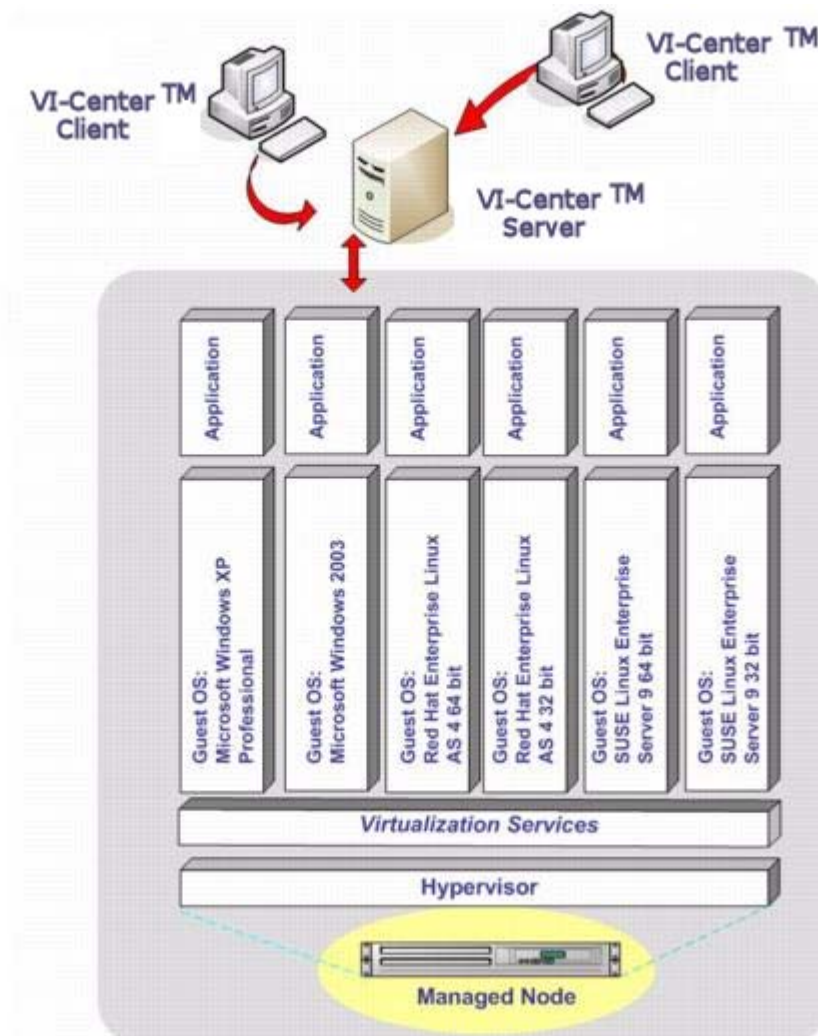 VI-Center TM
Client
VI-Center TM
Client
VI-Center TM
Server
Application
Application
Application
Application
Application
Application
Guest OS:
Microsoft Windows XP
Professional
Guest OS:
Microsoft Windows 2003
Guest OS:
Red Hat Enterprise Linux
AS 4 64 bit
Guest OS:
Red Hat Enterprise Linux
AS 4 32 bit
Guest OS:
SUSE Linux Enterprise
Server 9 64 bit
Guest OS:
SUSE Linux Enterprise
Server 9 32 bit
Virtualization Services
Hypervisor
Managed Node